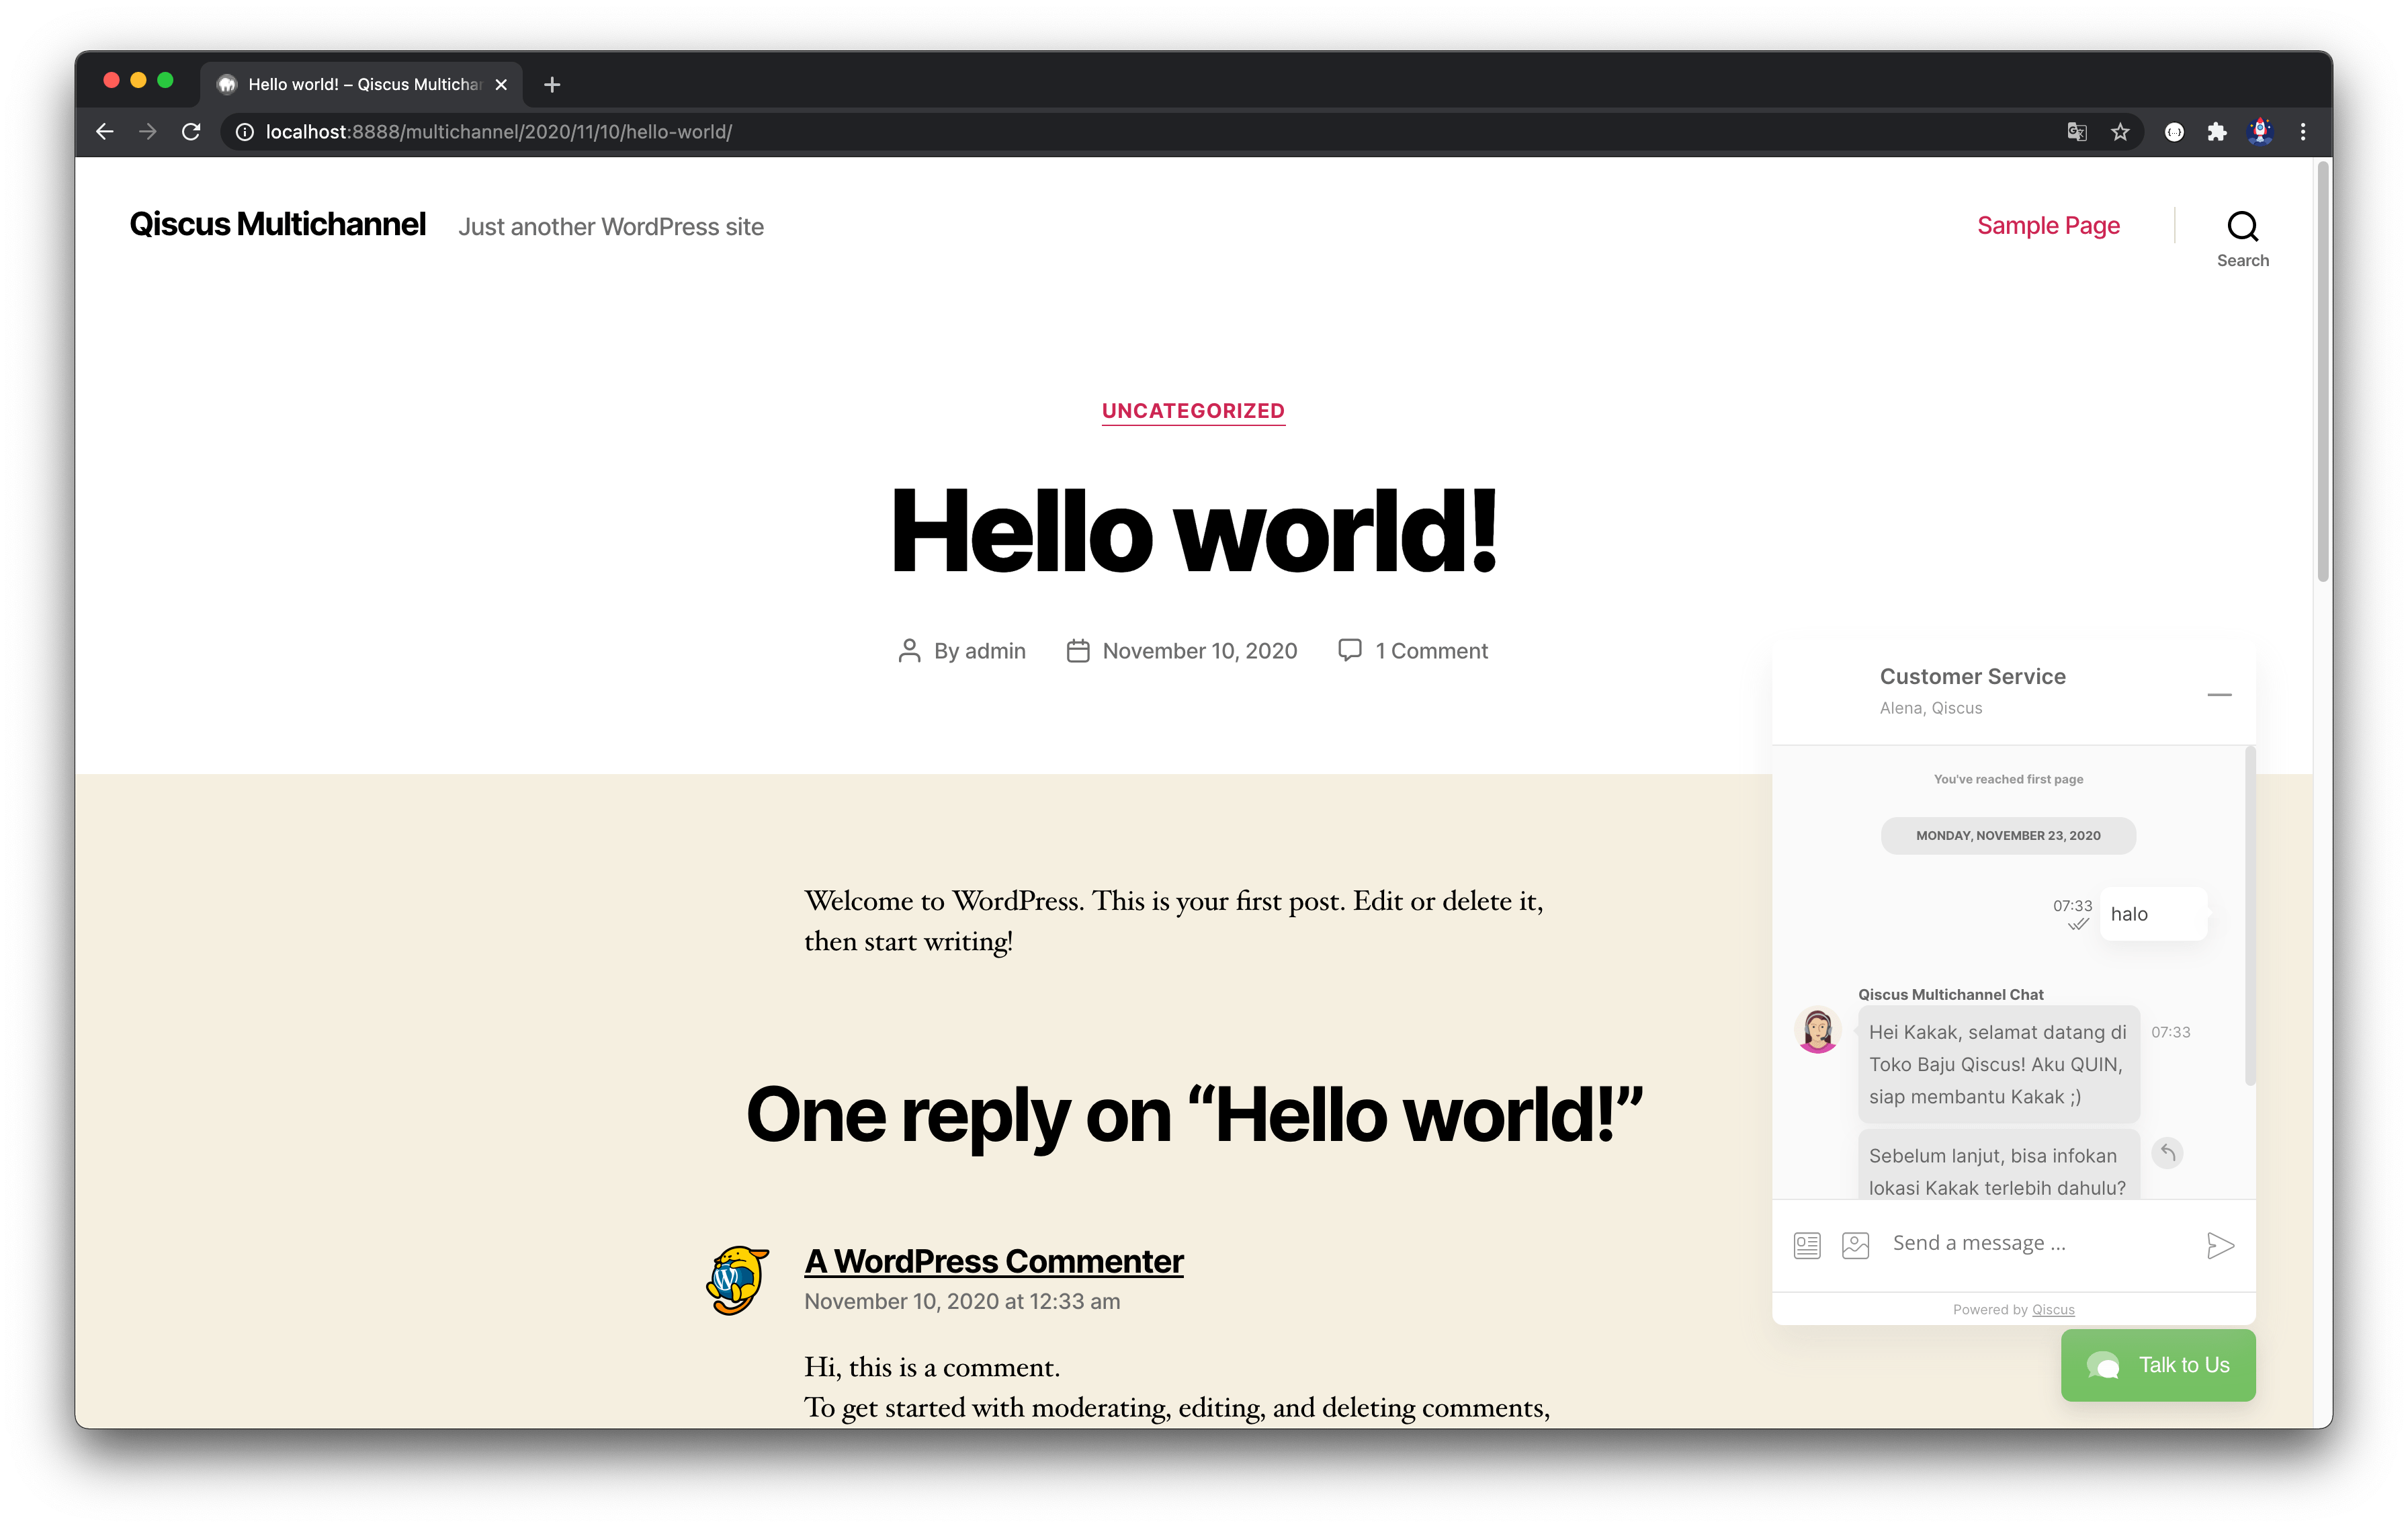 Hello world! – Qiscus Multichan
localhost:8888/multichannel/2020/11/10/hello-world/
Qiscus Multichannel
Just another WordPress site
Sample Page
Search
UNCATEGORIZED
Hello world!
By admin
November 10, 2020
1 Comment
Welcome to WordPress. This is your first post. Edit or delete it,
then start writing!
One reply on “Hello world!”
A WordPress Commenter
November 10, 2020 at 12:33 am
Hi, this is a comment.
To get started with moderating, editing, and deleting comments,
Customer Service
Alena, Qiscus
You've reached first page
MONDAY, NOVEMBER 23, 2020
07:33
halo
Qiscus Multichannel Chat
Hei Kakak, selamat datang di
Toko Baju Qiscus! Aku QUIN,
siap membantu Kakak ;)
07:33
Sebelum lanjut, bisa infokan
lokasi Kakak terlebih dahulu?
Send a message ...
Powered by Qiscus
Talk to Us